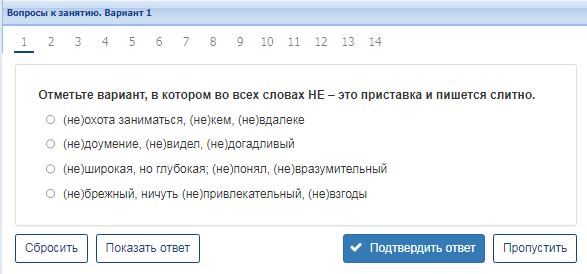 Вопросы к занятию. Вариант 1
1 2 3 4 5 6 7 8 9 10 11 12 13 14
Отметьте вариант, в котором во всех словах НЕ – это приставка и пишется слитно.
(не)охота заниматься, (не)кем, (не)вдалеке
(не)доумение, (не)видел, (не)догадливый
(не)широкая, но глубокая; (не)понял, (не)вразумительный
(не)брежный, ничуть (не)привлекательный, (не)взгоды
Сбросить Показать ответ Подтвердить ответ Пропустить